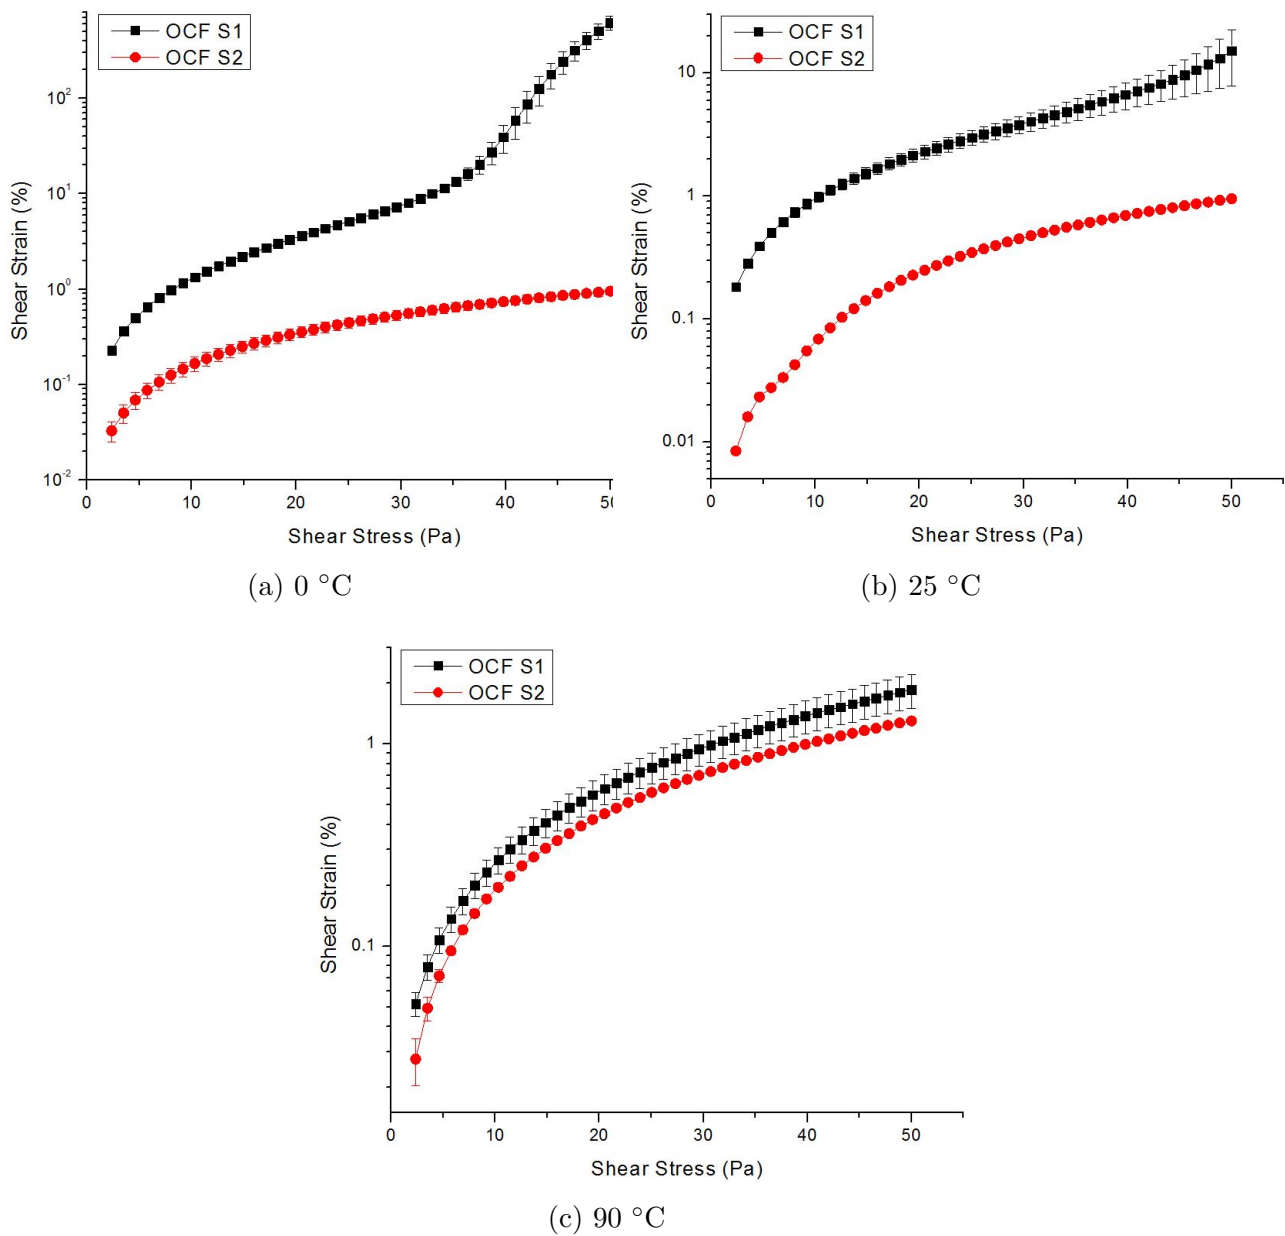 OCF S1
OCF S2
10^2
10^1
10^0
10^-1
10^-2
Shear Strain (%)
0 10 20 30 40 50
Shear Stress (Pa)
(a) 0 °C
OCF S1
OCF S2
10
1
0.1
0.01
Shear Strain (%)
0 10 20 30 40 50
Shear Stress (Pa)
(b) 25 °C
OCF S1
OCF S2
1
0.1
Shear Strain (%)
0 10 20 30 40 50
Shear Stress (Pa)
(c) 90 °C